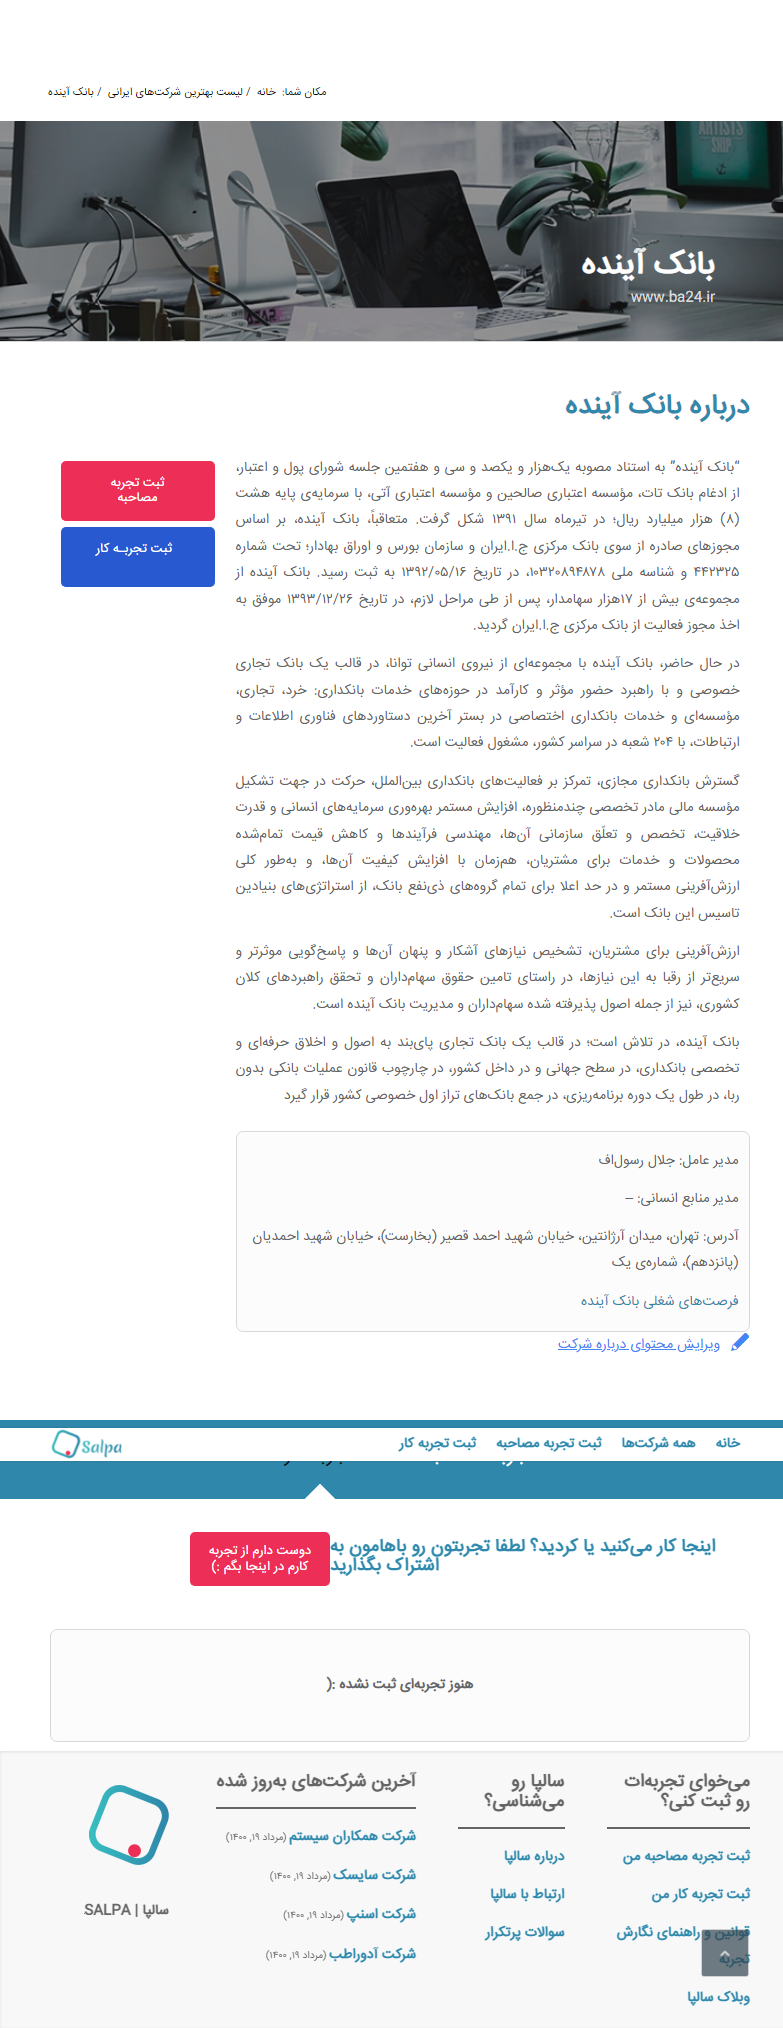 مکان شما: خانه / لیست بهترین شرکت‌های ایرانی / بانک آینده
ARTISTS
SHIP
بانک آینده
www.ba24.ir
درباره بانک آینده
“بانک آینده” به استناد مصوبه یک‌هزار و یکصد و سی و هفتمین جلسه شورای پول و اعتبار،
از ادغام بانک تات، مؤسسه اعتباری صالحین و مؤسسه اعتباری آتی، با سرمایه‌ی پایه هشت
(۸) هزار میلیارد ریال؛ در تیرماه سال ۱۳۹۱ شکل گرفت. متعاقباً، بانک آینده، بر اساس
مجوزهای صادره از سوی بانک مرکزی ج.ا.ایران و سازمان بورس و اوراق بهادار؛ تحت شماره
۴۴۲۳۲۵ و شناسه ملی ۱۰۳۲۰۸۹۴۸۷۸، در تاریخ ۱۳۹۲/۰۵/۱۶ به ثبت رسید. بانک آینده از
مجموعه‌ی بیش از ۱۷هزار سهامدار، پس از طی مراحل لازم، در تاریخ ۱۳۹۳/۱۲/۲۶ موفق به
اخذ مجوز فعالیت از بانک مرکزی ج.ا.ایران گردید.
در حال حاضر، بانک آینده با مجموعه‌ای از نیروی انسانی توانا، در قالب یک بانک تجاری
خصوصی و با راهبرد حضور مؤثر و کارآمد در حوزه‌های خدمات بانکداری: خرد، تجاری،
مؤسسه‌ای و خدمات بانکداری اختصاصی در بستر آخرین دستاوردهای فناوری اطلاعات و
ارتباطات، با ۲۰۴ شعبه در سراسر کشور، مشغول فعالیت است.
گسترش بانکداری مجازی، تمرکز بر فعالیت‌های بانکداری بین‌الملل، حرکت در جهت تشکیل
مؤسسه مالی مادر تخصصی چندمنظوره، افزایش مستمر بهره‌وری سرمایه‌های انسانی و قدرت
خلاقیت، تخصص و تعلّق سازمانی آن‌ها، مهندسی فرآیندها و کاهش قیمت تمام‌شده
محصولات و خدمات برای مشتریان، هم‌زمان با افزایش کیفیت آن‌ها، و به‌طور کلی
ارزش‌آفرینی مستمر و در حد اعلا برای تمام گروه‌های ذی‌نفع بانک، از استراتژی‌های بنیادین
تاسیس این بانک است.
ارزش‌آفرینی برای مشتریان، تشخیص نیازهای آشکار و پنهان آن‌ها و پاسخ‌گویی موثرتر و
سریع‌تر از رقبا به این نیازها، در راستای تامین حقوق سهام‌داران و تحقق راهبردهای کلان
کشوری، نیز از جمله اصول پذیرفته شده سهام‌داران و مدیریت بانک آینده است.
بانک آینده، در تلاش است؛ در قالب یک بانک تجاری پای‌بند به اصول و اخلاق حرفه‌ای و
تخصصی بانکداری، در سطح جهانی و در داخل کشور، در چارچوب قانون عملیات بانکی بدون
ربا، در طول یک دوره برنامه‌ریزی، در جمع بانک‌های تراز اول خصوصی کشور قرار گیرد
ثبت تجربه
مصاحبه
ثبت تجربـه کار
مدیر عامل: جلال رسول‌اف
مدیر منابع انسانی: –
آدرس: تهران، میدان آرژانتین، خیابان شهید احمد قصیر (بخارست)، خیابان شهید احمدیان
(پانزدهم)، شماره‌ی یک
فرصت‌های شغلی بانک آینده
ویرایش محتوای درباره شرکت
خانه
همه شرکت‌ها
ثبت تجربه مصاحبه
ثبت تجربه کار
Salpa
اینجا کار می‌کنید یا کردید؟ لطفا تجربتون رو باهامون به
اشتراک بگذارید
دوست دارم از تجربه
کارم در اینجا بگم :)
هنوز تجربه‌ای ثبت نشده :(
می‌خوای تجربه‌ات
رو ثبت کنی؟
ثبت تجربه مصاحبه من
ثبت تجربه کار من
قوانین و راهنمای نگارش
تجربه
وبلاک سالپا
سالپا رو
می‌شناسی؟
درباره سالپا
ارتباط با سالپا
سوالات پرتکرار
آخرین شرکت‌های به‌روز شده
شرکت همکاران سیستم (مرداد ۱۹, ۱۴۰۰)
شرکت سایسک (مرداد ۱۹, ۱۴۰۰)
شرکت اسنپ (مرداد ۱۹, ۱۴۰۰)
شرکت آدوراطب (مرداد ۱۹, ۱۴۰۰)
سالپا | SALPA